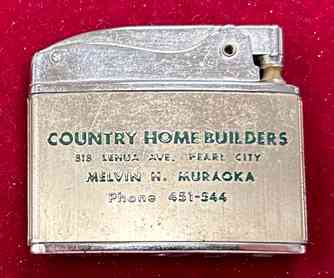 COUNTRY HOME BUILDERS
818 LEHUA AVE. PEARL CITY
MELVIN H. MURAOKA
Phone 451-544